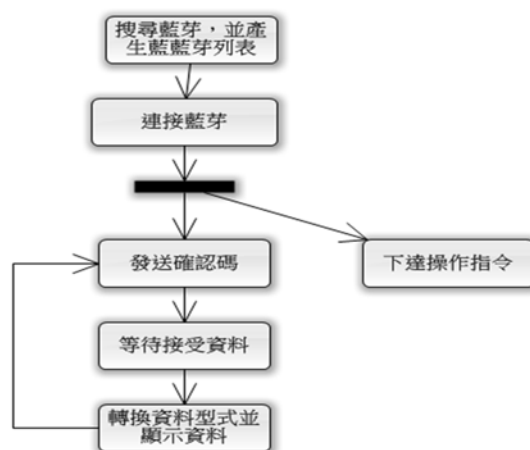 搜尋藍芽，並產
生藍藍芽列表
連接藍芽
發送確認碼
下達操作指令
等待接受資料
轉換資料型式並
顯示資料